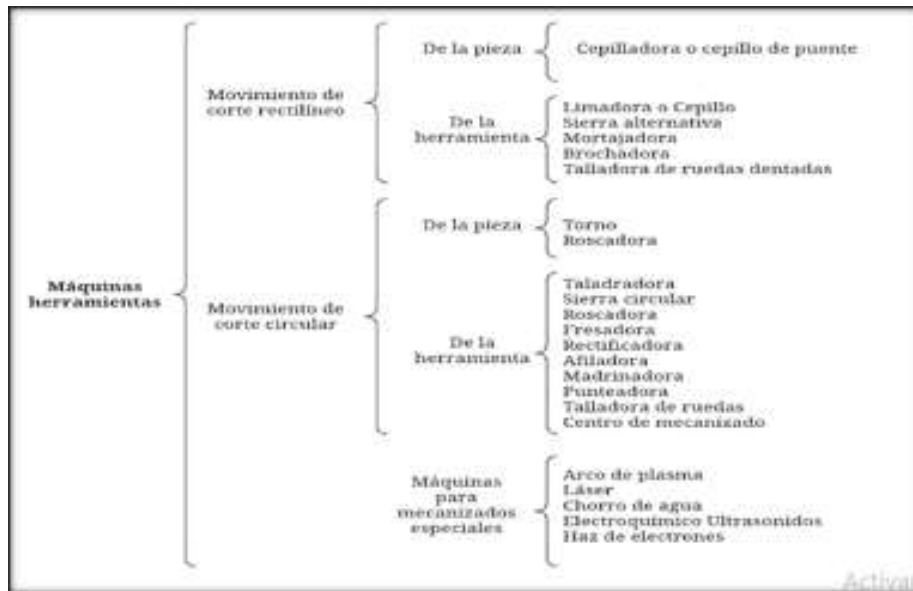 De la pieza
Cepilladora o cepillo de puente
Movimiento de
corte rectilíneo
De la
herramienta
Limadora o Cepillo
Sierra alternativa
Mortajadora
Brochadora
Talladora de ruedas dentadas
De la pieza
Torno
Roscadora
Máquinas
herramientas
Movimiento de
corte circular
De la
herramienta
Taladradora
Sierra circular
Roscadora
Fresadora
Rectificadora
Afiladora
Madrinadora
Punteadora
Talladora de ruedas
Centro de mecanizado
Máquinas
para
mecanizados
especiales
Arco de plasma
Láser
Chorro de agua
Electroquímico Ultrasonidos
Haz de electrones
Activar